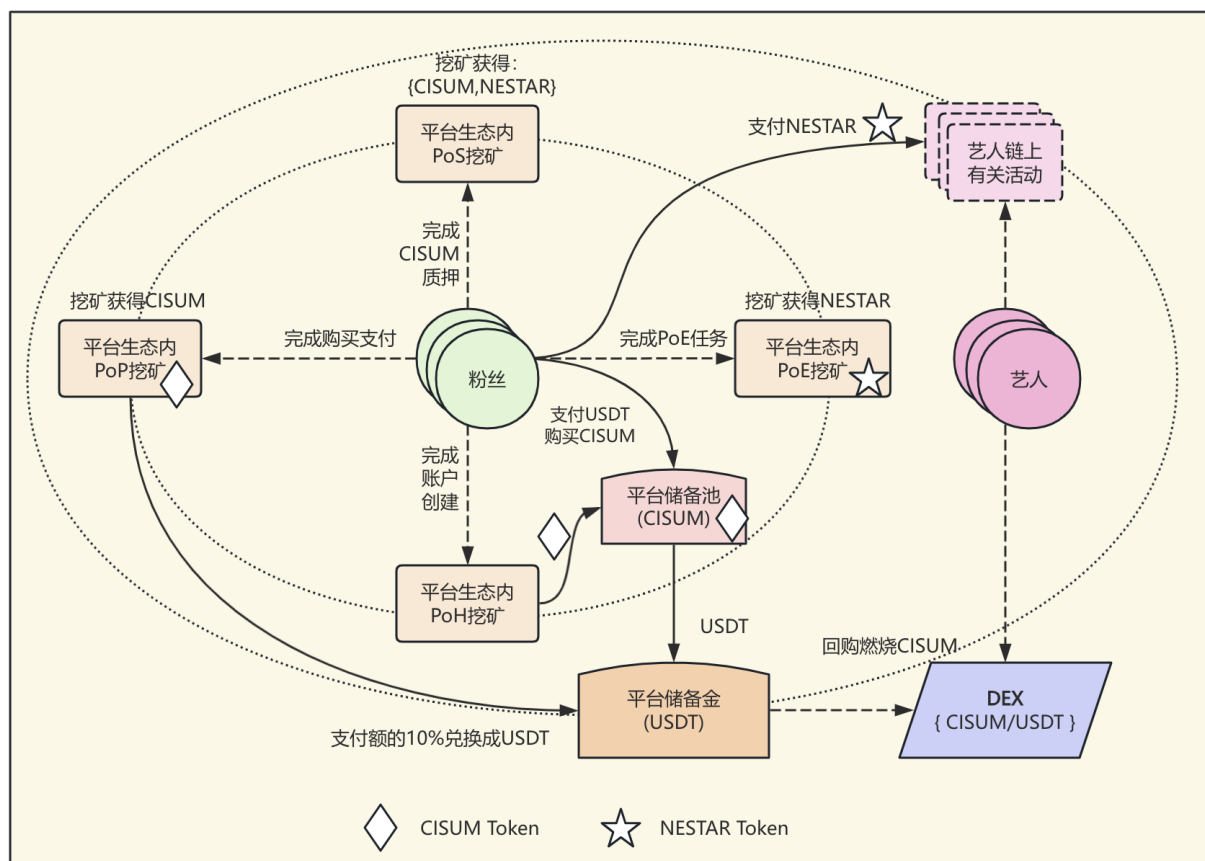 挖矿获得：
{CISUM,NESTAR}
平台生态内
PoS挖矿
支付NESTAR
艺人链上
有关活动
完成
CISUM
质押
挖矿获得CISUM
平台生态内
PoP挖矿
完成购买支付
粉丝
完成PoE任务
挖矿获得NESTAR
平台生态内
PoE挖矿
艺人
支付USDT
购买CISUM
完成
账户
创建
平台储备池
(CISUM)
平台生态内
PoH挖矿
USDT
回购燃烧CISUM
平台储备金
(USDT)
DEX
{ CISUM/USDT }
支付额的10%兑换成USDT
CISUM Token
NESTAR Token